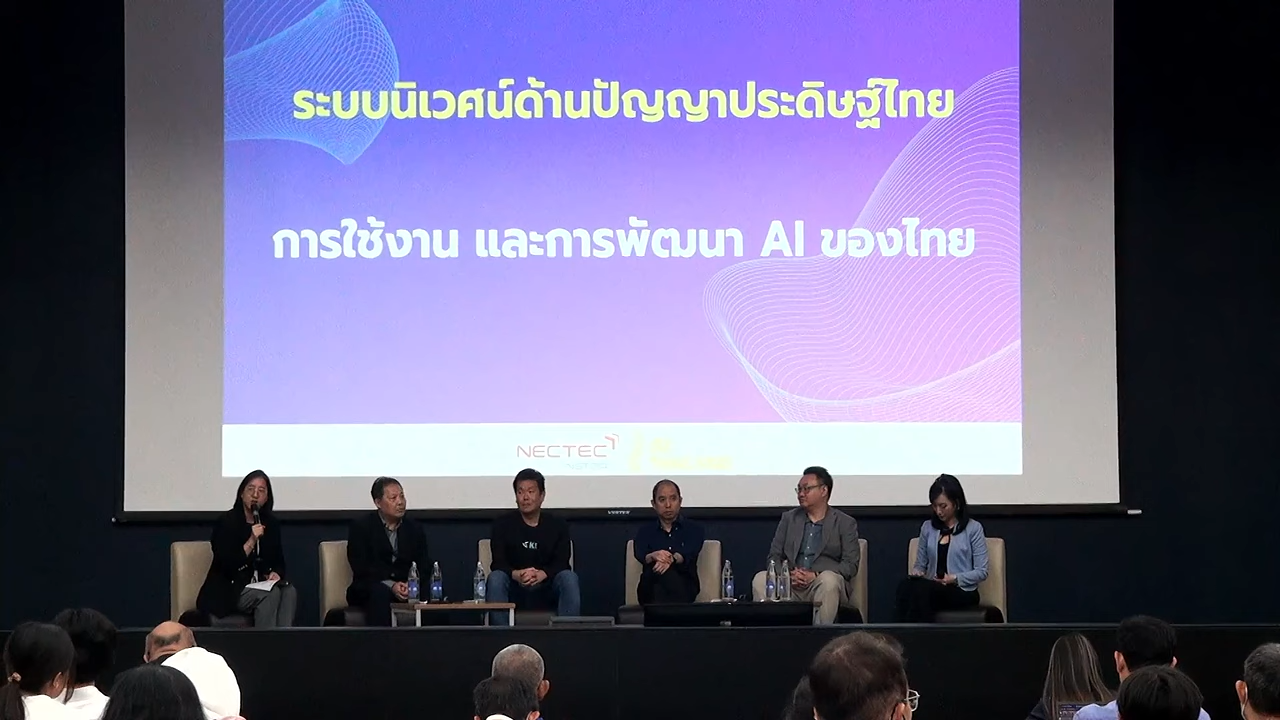 ระบบนิเวศน์ด้านปัญญาประดิษฐ์ไทย
การใช้งาน และการพัฒนา AI ของไทย
NECTEC
VERTEX